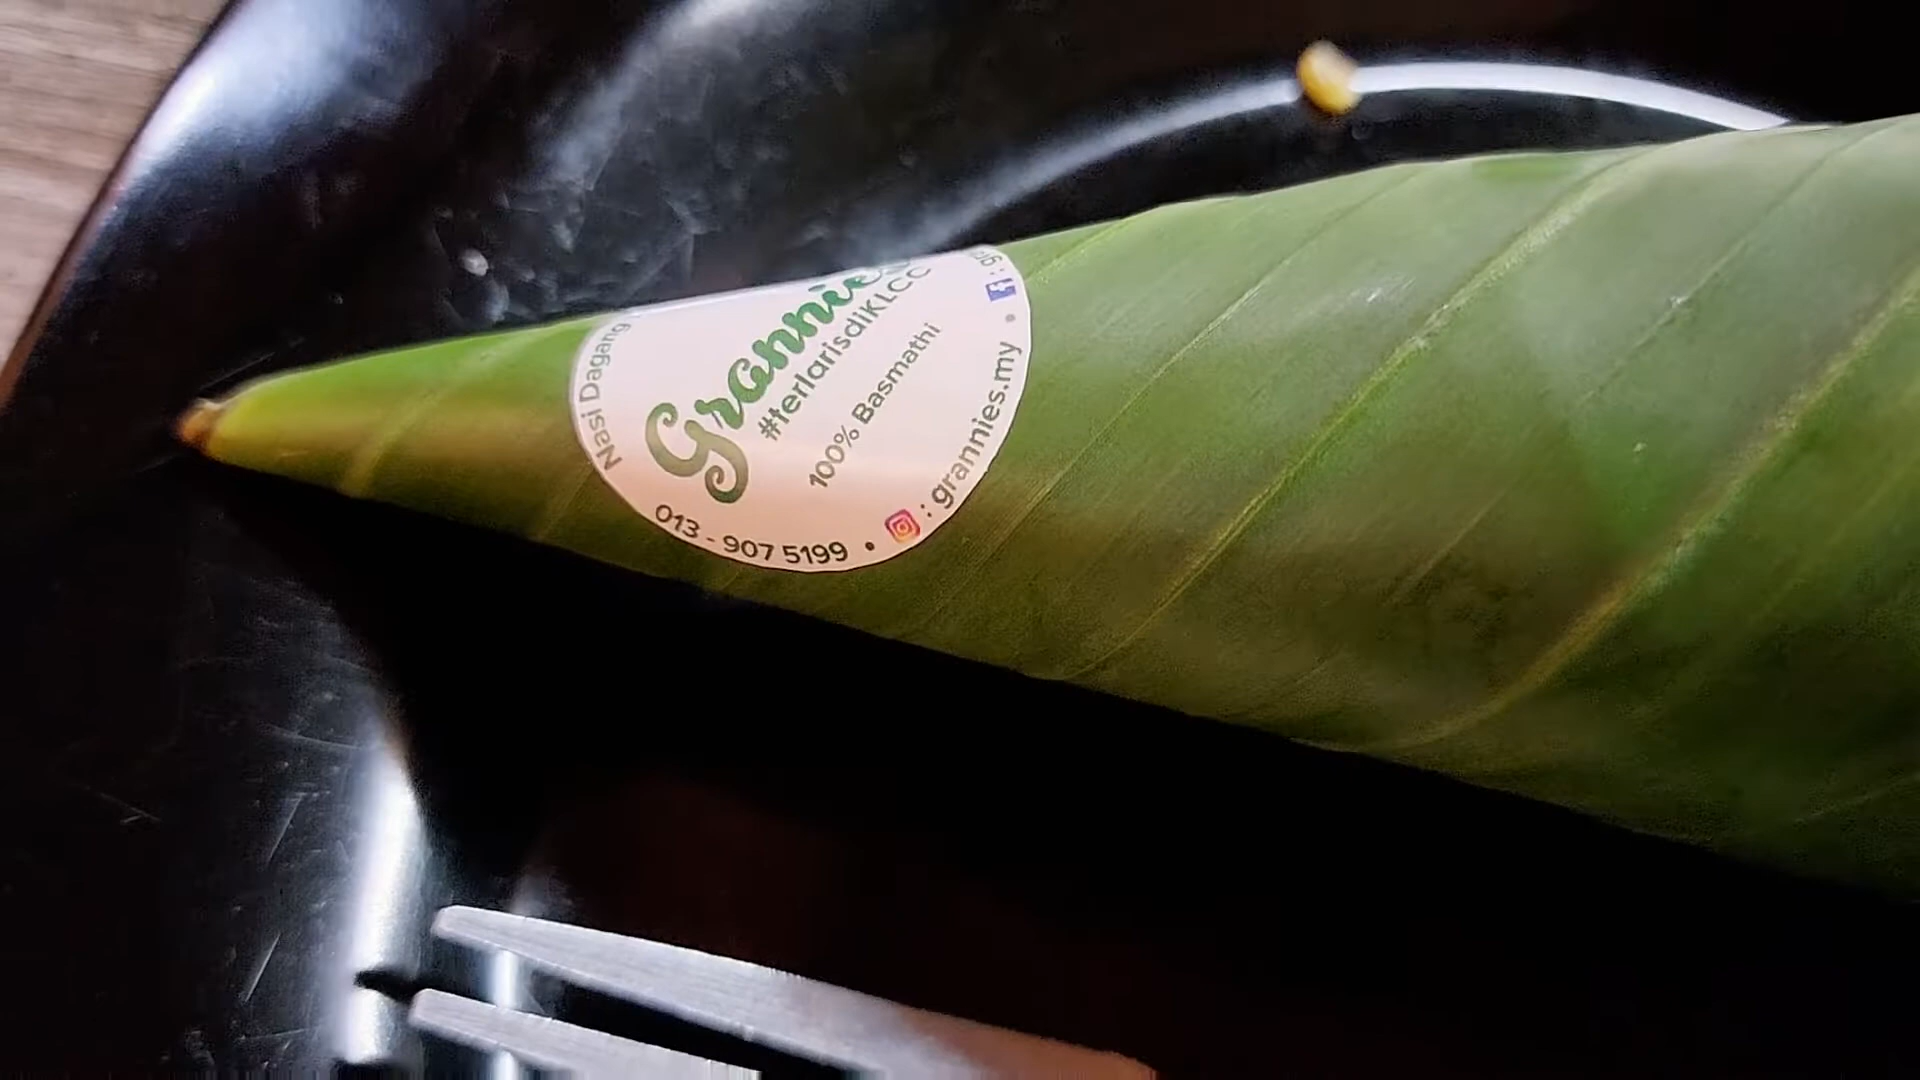 Nasi Dagang
Grannies
#terlarisdiKLCC
100% Basmathi
013 - 907 5199 •
: grannies.my •